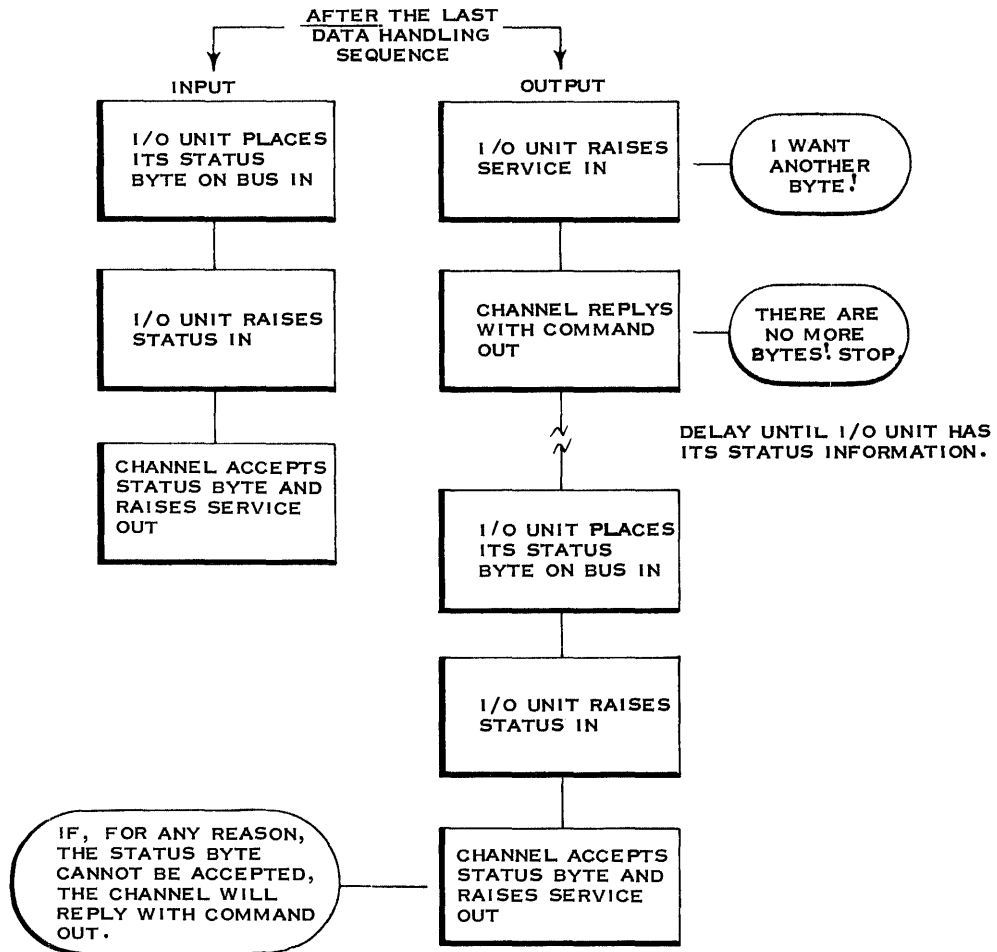 AFTER THE LAST
DATA HANDLING
SEQUENCE
INPUT
I/O UNIT PLACES
ITS STATUS
BYTE ON BUS IN
I/O UNIT RAISES
STATUS IN
CHANNEL ACCEPTS
STATUS BYTE AND
RAISES SERVICE
OUT
OUTPUT
I/O UNIT RAISES
SERVICE IN
I WANT
ANOTHER
BYTE!
CHANNEL REPLYS
WITH COMMAND
OUT
THERE ARE
NO MORE
BYTES! STOP.
DELAY UNTIL I/O UNIT HAS
ITS STATUS INFORMATION.
I/O UNIT PLACES
ITS STATUS
BYTE ON BUS IN
I/O UNIT RAISES
STATUS IN
CHANNEL ACCEPTS
STATUS BYTE AND
RAISES SERVICE
OUT
IF, FOR ANY REASON,
THE STATUS BYTE
CANNOT BE ACCEPTED,
THE CHANNEL WILL
REPLY WITH COMMAND
OUT.